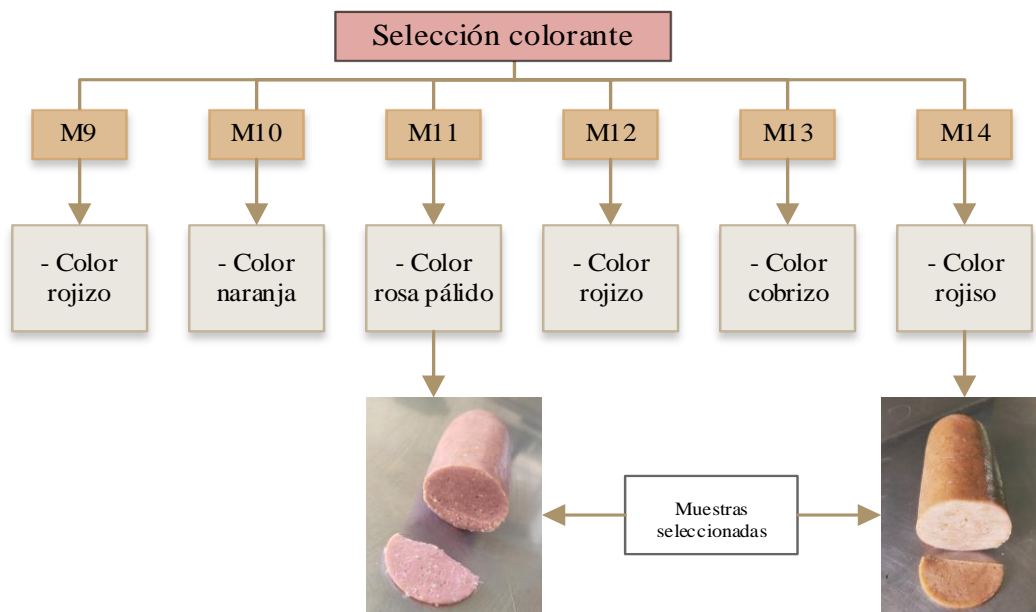 Selección colorante
M9
M10
M11
M12
M13
M14
- Color
rojizo
- Color
naranja
- Color
rosa pálido
- Color
rojizo
- Color
cobrizo
- Color
rojiso
Muestras
seleccionadas